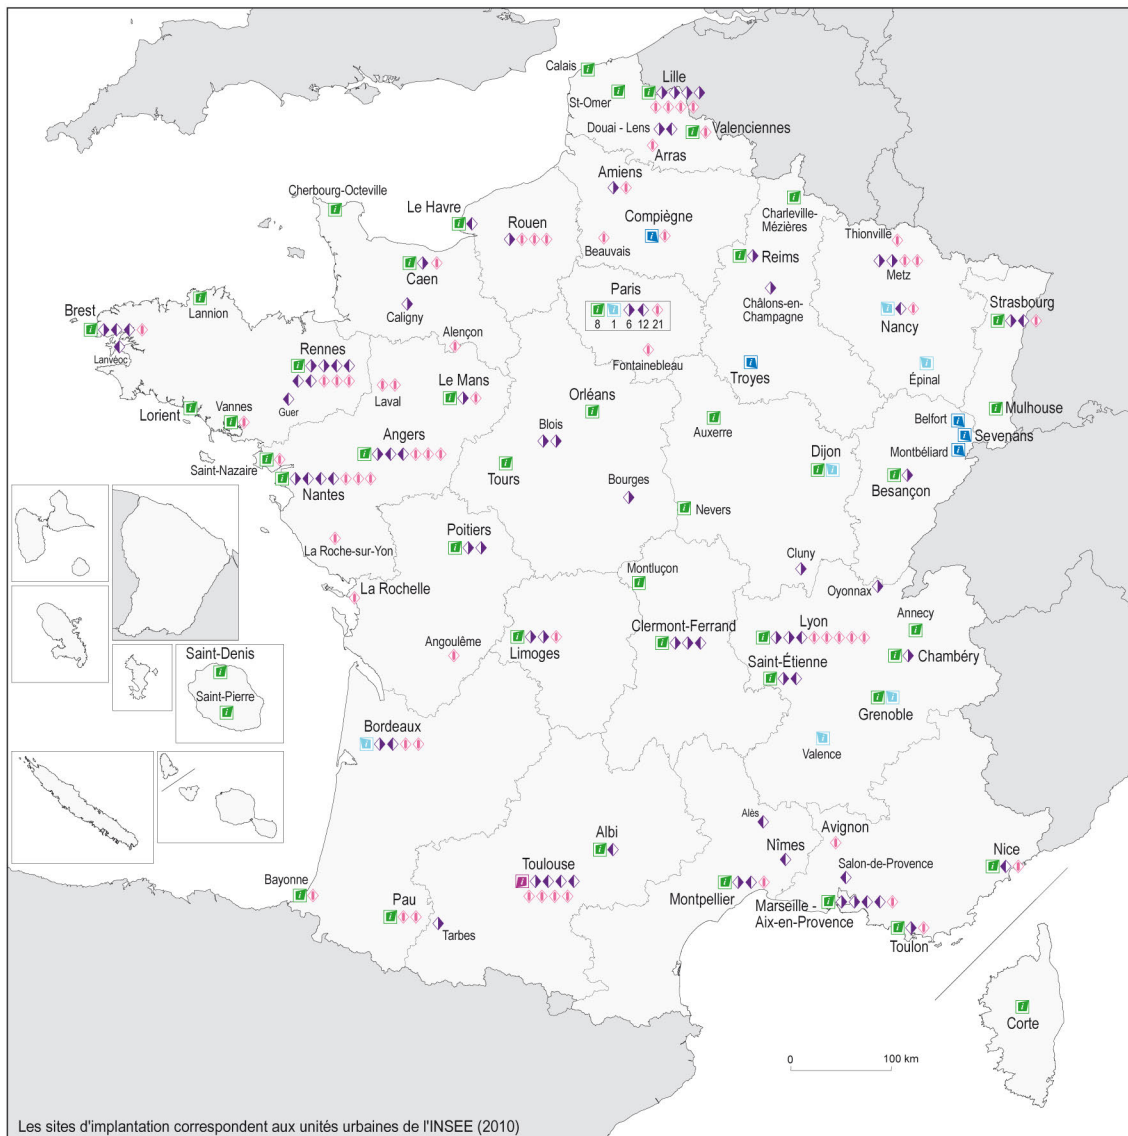 Calais
Lille
St-Omer
Douai - Lens
Valenciennes
Arras
Amiens
Cherbourg-Octeville
Le Havre
Rouen
Compiègne
Beauvais
Charleville-
Mézières
Thionville
Metz
Reims
Caen
Châlons-en-
Champagne
Caligny
Paris
8 1 6 12 21
Nancy
Strasbourg
Lannion
Brest
Lanvéoc
Alençon
Fontainebleau
Rennes
Troyes
Épinal
Laval
Le Mans
Guer
Orléans
Lorient
Vannes
Auxerre
Mulhouse
Belfort
Sevenans
Montbéliard
Blois
Angers
Saint-Nazaire
Tours
Dijon
Besançon
Nantes
Bourges
Nevers
La Roche-sur-Yon
Poitiers
Cluny
Montluçon
Oyonnax
La Rochelle
Annecy
Clermont-Ferrand
Lyon
Limoges
Angoulême
Chambéry
Saint-Denis
Saint-Étienne
Saint-Pierre
Grenoble
Bordeaux
Valence
Alès
Albi
Nîmes
Avignon
Toulouse
Salon-de-Provence
Nice
Bayonne
Montpellier
Pau
Marseille -
Aix-en-Provence
Tarbes
Toulon
Corte
0 100 km
Les sites d'implantation correspondent aux unités urbaines de l'INSEE (2010)